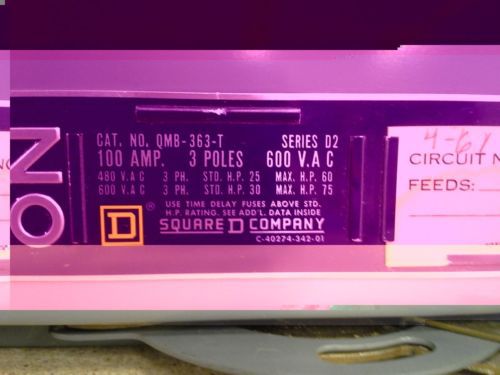 ON
CAT. NO. QMB-363-T SERIES D2
100 AMP. 3 POLES 600 V.A C
480 V.A C 3 PH. STD. H.P. 25 MAX. H.P. 60
600 V.A C 3 PH. STD. H.P. 30 MAX. H.P. 75
USE TIME DELAY FUSES ABOVE STD.
H.P. RATING. SEE ADD'L. DATA INSIDE
D ® SQUARE D COMPANY
C-40274-342-01
CIRCUIT N
FEEDS: